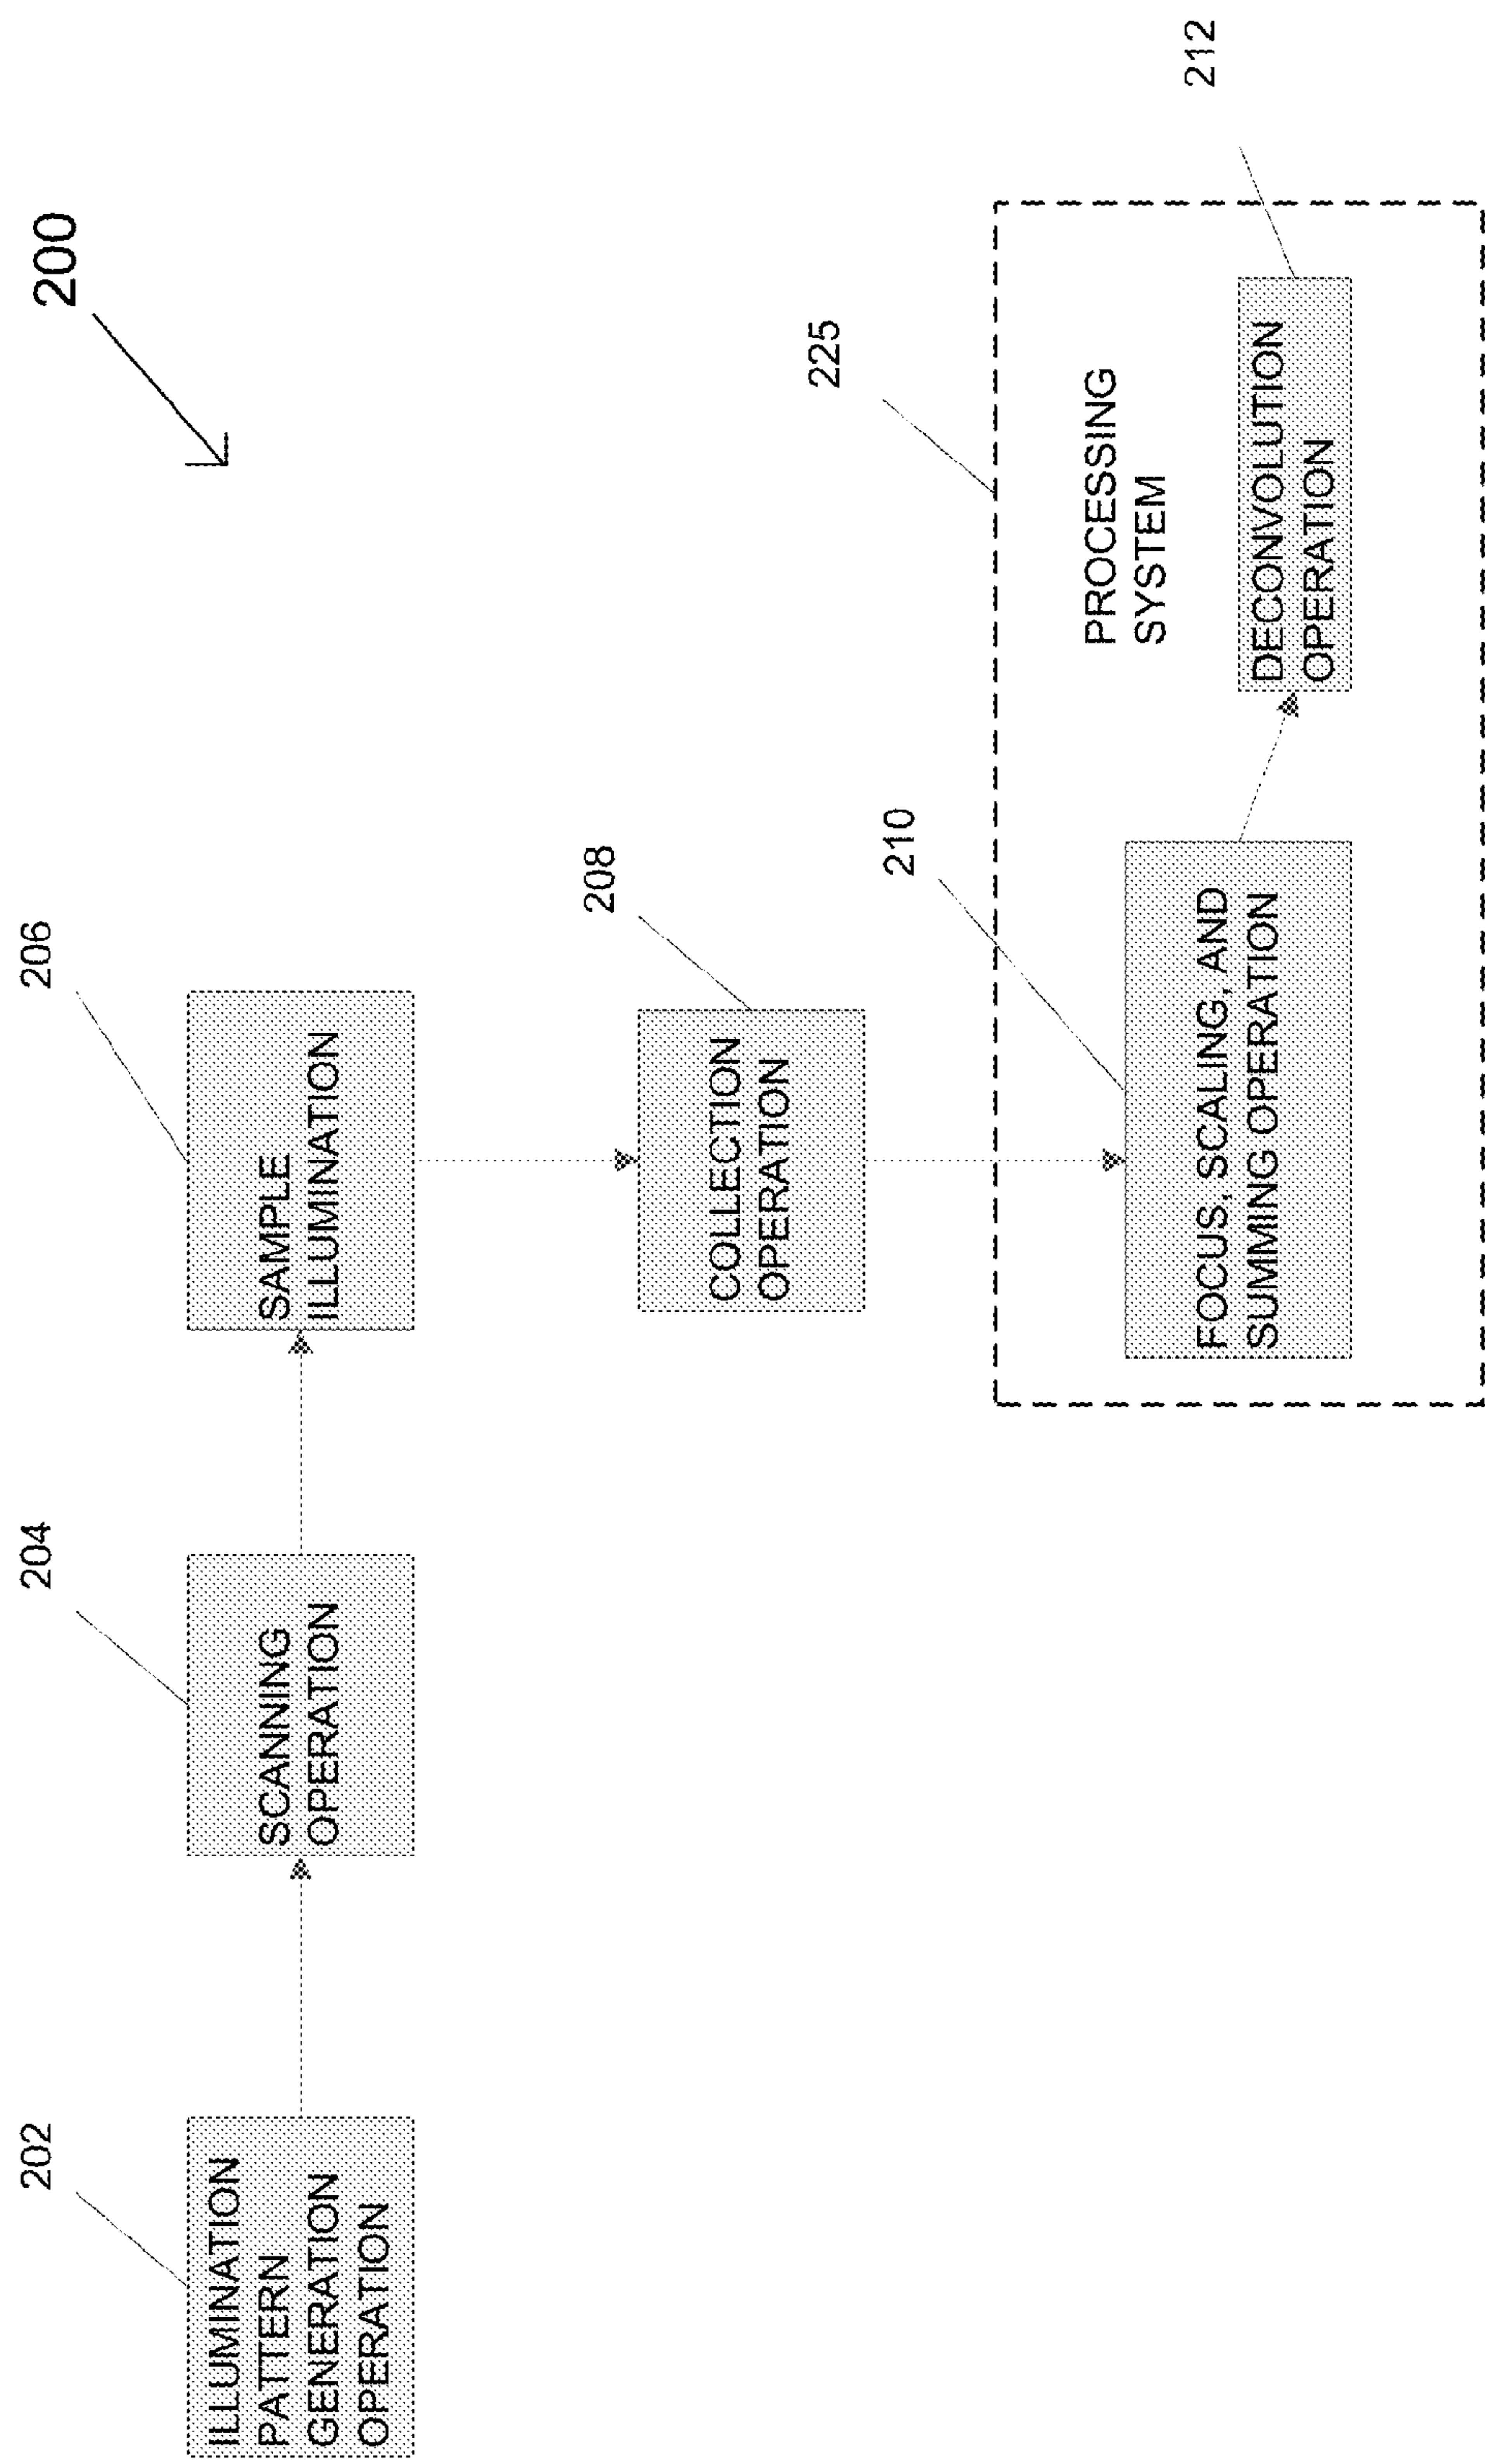 200
202
ILLUMINATION
PATTERN
GENERATION
OPERATION
204
SCANNING
OPERATION
206
SAMPLE
ILLUMINATION
208
COLLECTION
OPERATION
225
PROCESSING
SYSTEM
210
FOCUS, SCALING, AND
SUMMING OPERATION
212
DECONVOLUTION
OPERATION